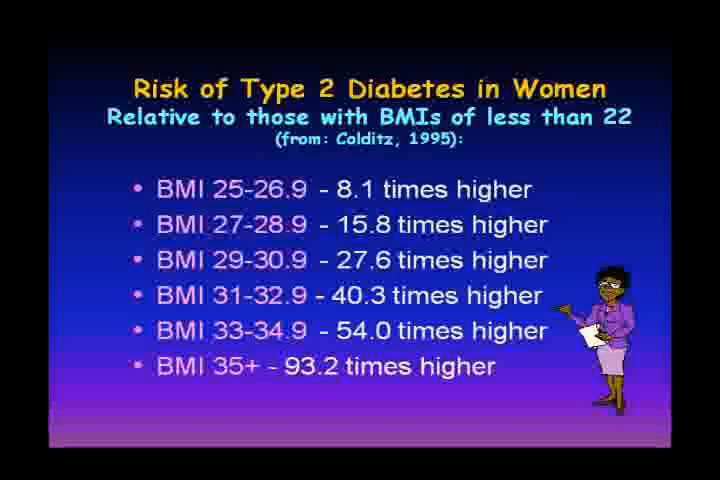 Risk of Type 2 Diabetes in Women
Relative to those with BMIs of less than 22
(from: Colditz, 1995):
• BMI 25-26.9 - 8.1 times higher
• BMI 27-28.9 - 15.8 times higher
• BMI 29-30.9 - 27.6 times higher
• BMI 31-32.9 - 40.3 times higher
• BMI 33-34.9 - 54.0 times higher
• BMI 35+ - 93.2 times higher